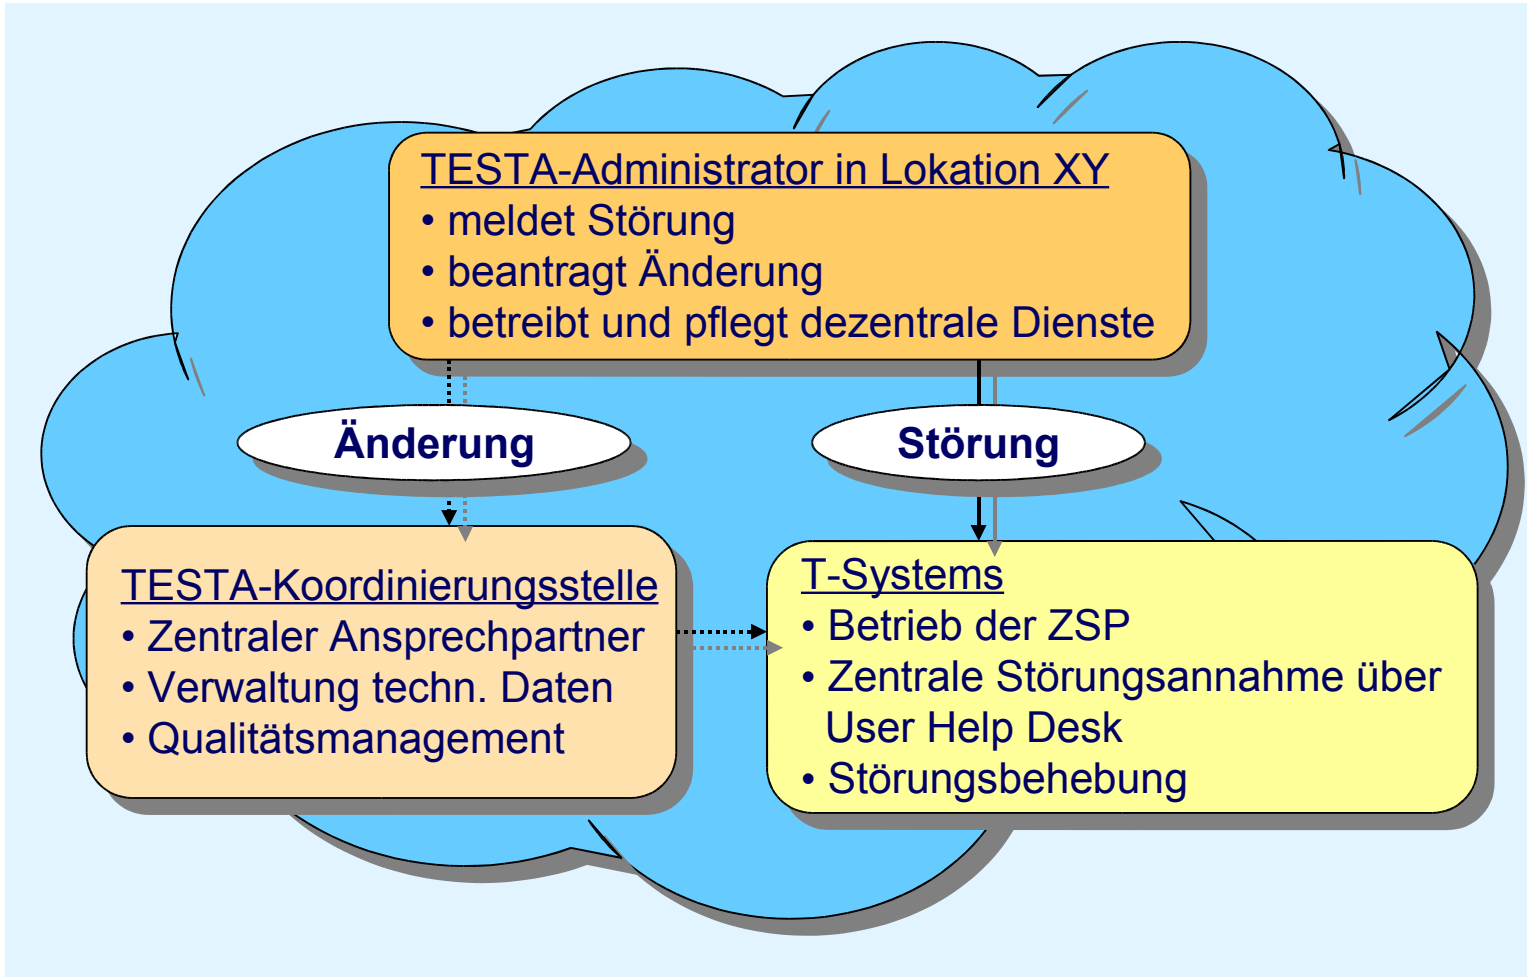 TESTA-Administrator in Lokation XY
• meldet Störung
• beantragt Änderung
• betreibt und pflegt dezentrale Dienste
Änderung
Störung
TESTA-Koordinierungsstelle
• Zentraler Ansprechpartner
• Verwaltung techn. Daten
• Qualitätsmanagement
T-Systems
• Betrieb der ZSP
• Zentrale Störungsannahme über
User Help Desk
• Störungsbehebung